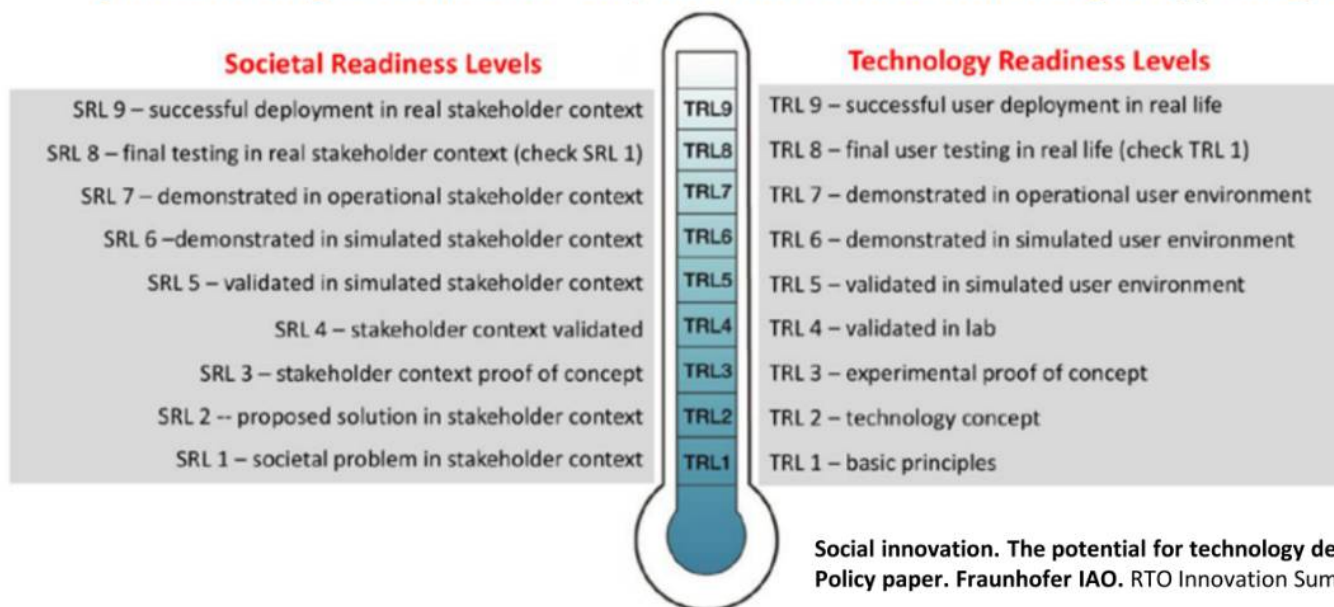 Societal Readiness Levels
SRL 9 – successful deployment in real stakeholder context
SRL 8 – final testing in real stakeholder context (check SRL 1)
SRL 7 – demonstrated in operational stakeholder context
SRL 6 –demonstrated in simulated stakeholder context
SRL 5 – validated in simulated stakeholder context
SRL 4 – stakeholder context validated
SRL 3 – stakeholder context proof of concept
SRL 2 -- proposed solution in stakeholder context
SRL 1 – societal problem in stakeholder context
TRL9
TRL8
TRL7
TRL6
TRL5
TRL4
TRL3
TRL2
TRL1
Technology Readiness Levels
TRL 9 – successful user deployment in real life
TRL 8 – final user testing in real life (check TRL 1)
TRL 7 – demonstrated in operational user environment
TRL 6 – demonstrated in simulated user environment
TRL 5 – validated in simulated user environment
TRL 4 – validated in lab
TRL 3 – experimental proof of concept
TRL 2 – technology concept
TRL 1 – basic principles
Social innovation. The potential for technology de
Policy paper. Fraunhofer IAO. RTO Innovation Sum